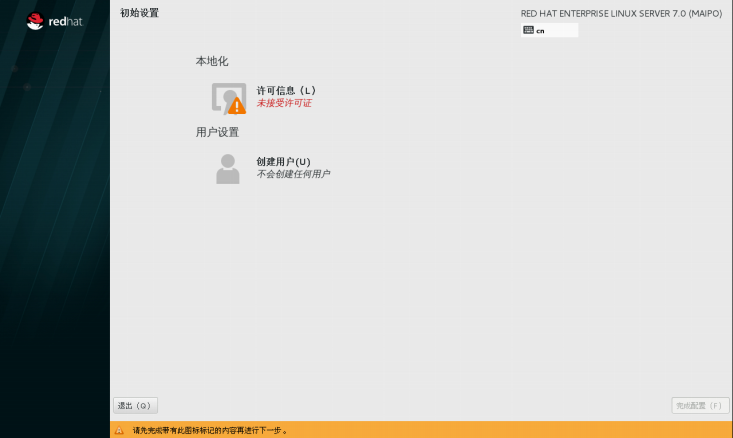 redhat
初始设置
RED HAT ENTERPRISE LINUX SERVER 7.0 (MAIPO)
cn
本地化
许可信息（L）
未接受许可证
用户设置
创建用户(U)
不会创建任何用户
退出（Q）
完成配置（F）
请先完成带有此图标标记的内容再进行下一步。